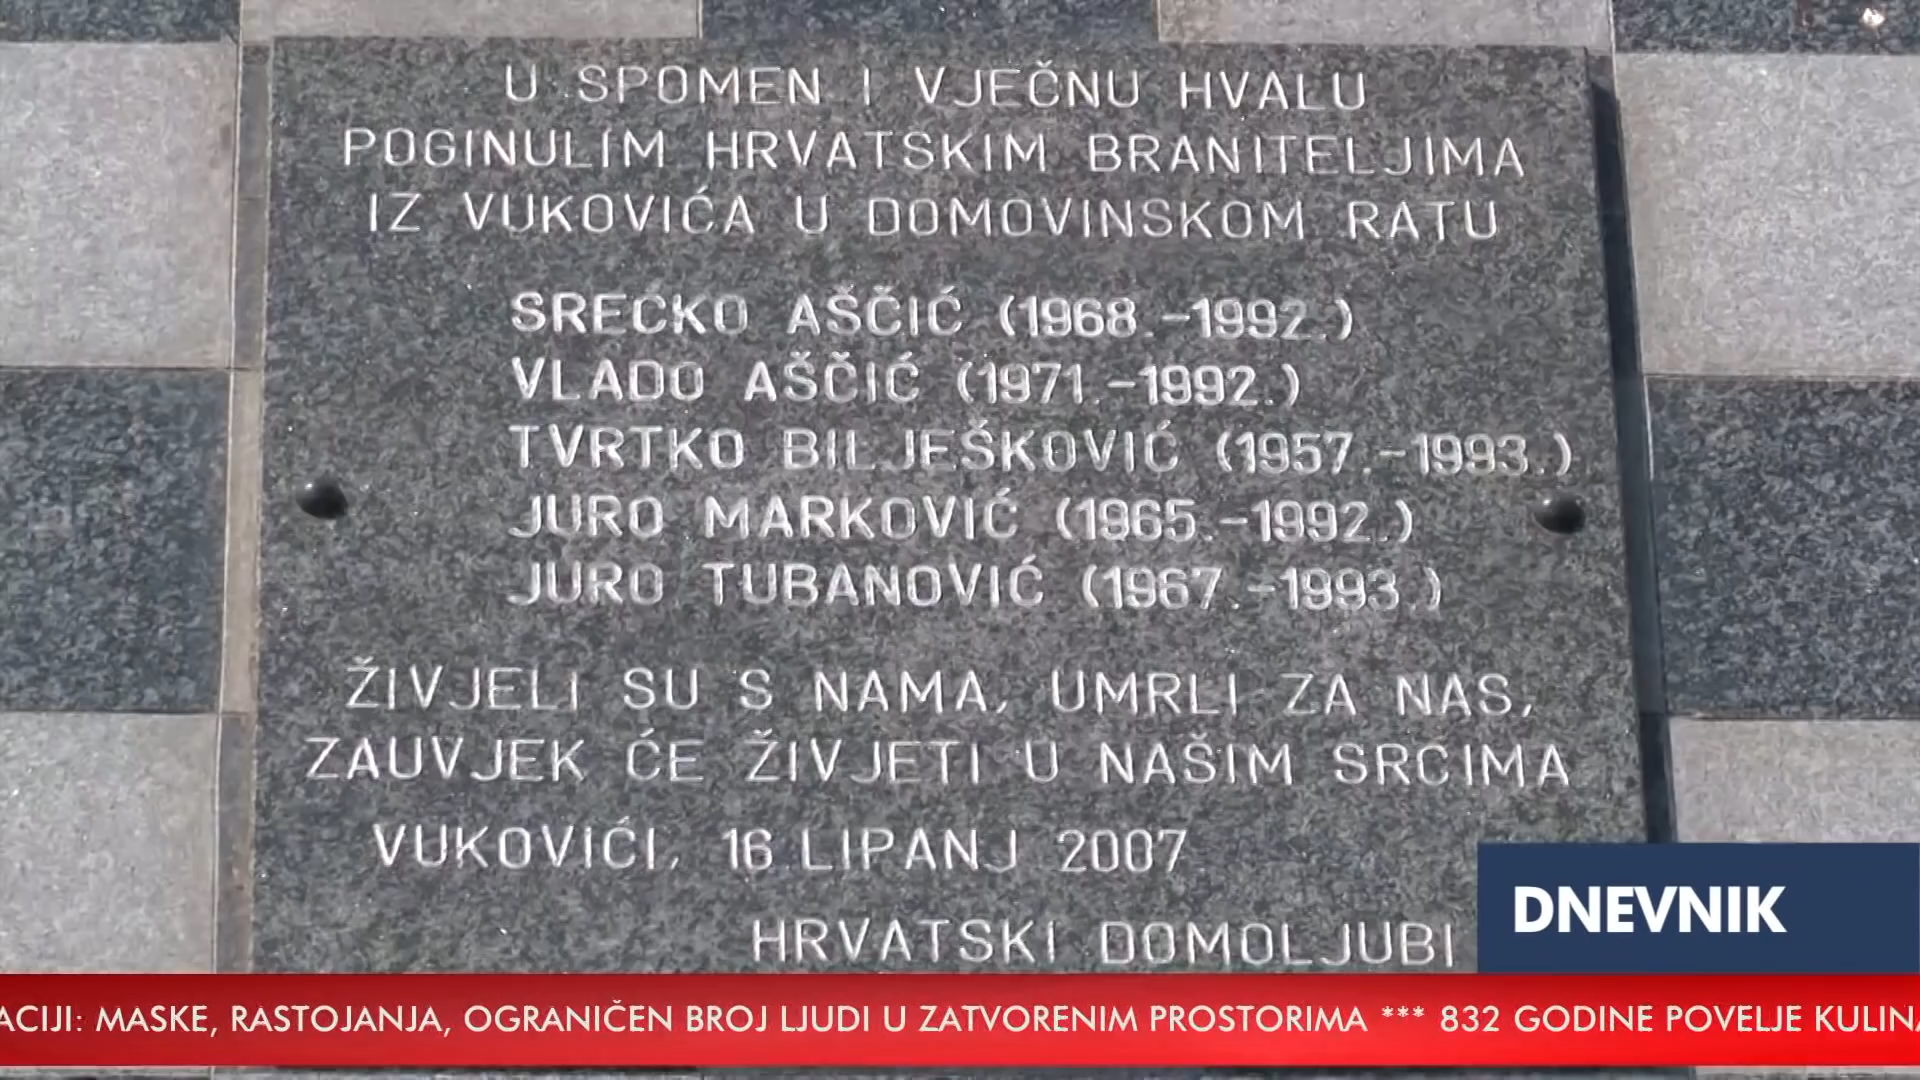 U SPOMEN I VJEČNU HVALU
POGINULIM HRVATSKIM BRANITELJIMA
IZ VUKOVIĆA U DOMOVINSKOM RATU
SREĆKO AŠČIĆ (1968.-1992.)
VLADO AŠČIĆ (1971.-1992.)
TVRTKO BILJEŠKOVIĆ (1957.-1993.)
JURO MARKOVIĆ (1965.-1992.)
JURO TUBANOVIĆ (1967.-1993.)
ŽIVJELI SU S NAMA, UMRLI ZA NAS,
ZAUVJEK ĆE ŽIVJETI U NAŠIM SRCIMA
VUKOVIĆI, 16 LIPANJ 2007
HRVATSKI DOMOLJUBI
DNEVNIK
ACIJI: MASKE, RASTOJANJA, OGRANIČEN BROJ LJUDI U ZATVORENIM PROSTORIMA *** 832 GODINE POVELJE KULINA